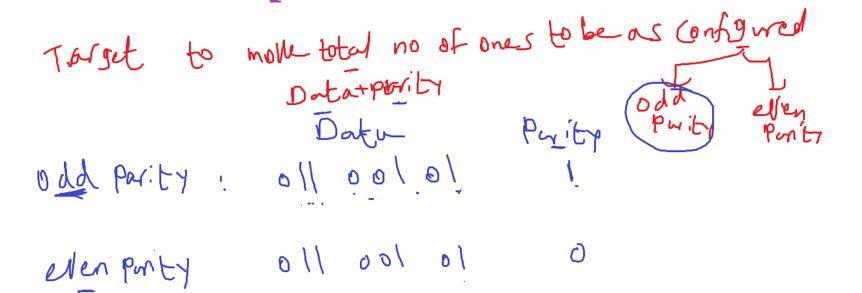 Target to make total no of ones to be as configured
Data+parity
odd parity
even parity
Data Parity
odd parity : 011 001 01 1
even parity 011 001 01 0